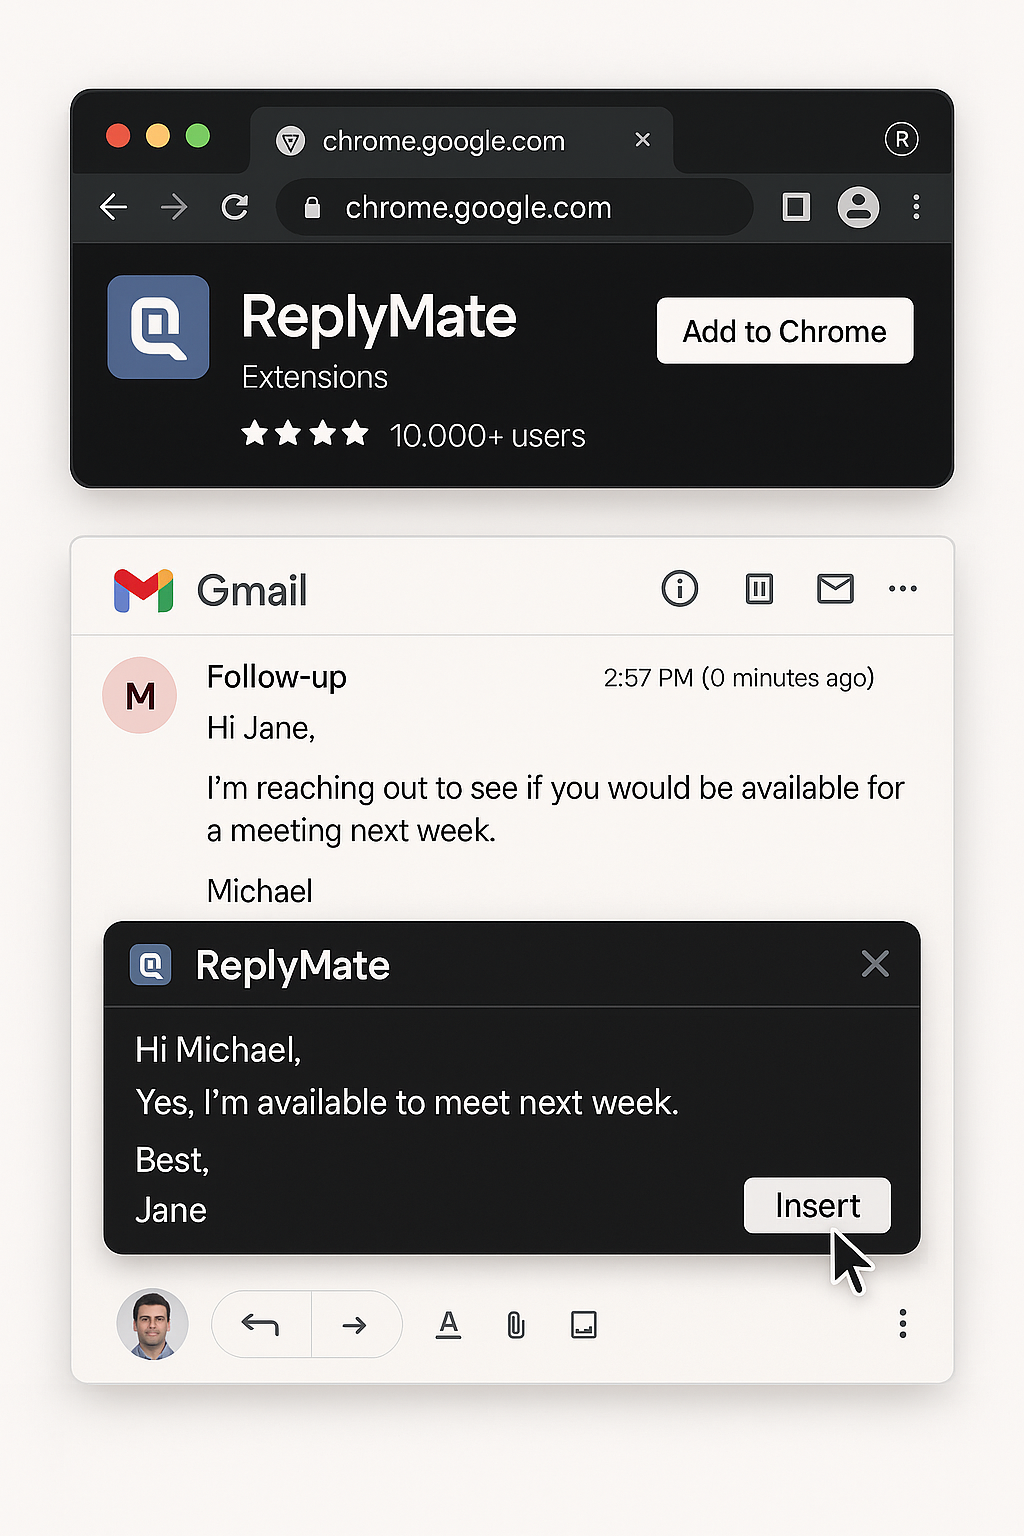 chrome.google.com
R
chrome.google.com
ReplyMate
Add to Chrome
Extensions
10.000+ users
Gmail
M
Follow-up
2:57 PM (0 minutes ago)
Hi Jane,
I’m reaching out to see if you would be available for
a meeting next week.
Michael
ReplyMate
Hi Michael,
Yes, I’m available to meet next week.
Best,
Jane
Insert
A